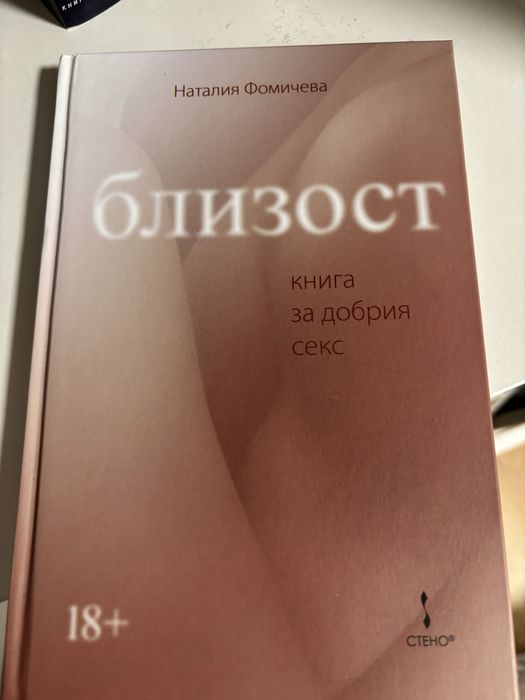 Наталия Фомичева
близост
книга
за добрия
секс
18+
СТЕНО®